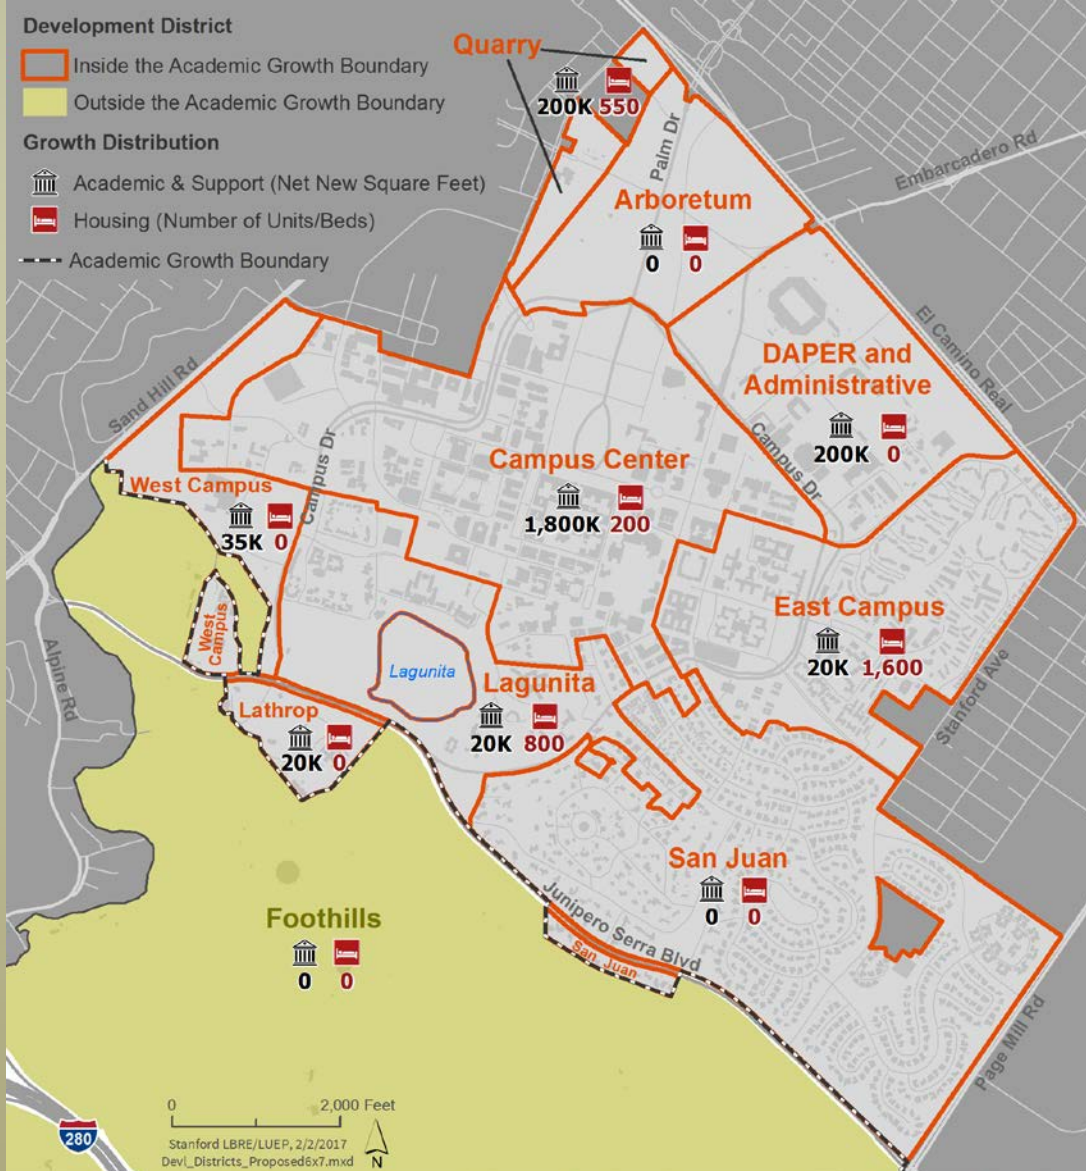 Development District
Inside the Academic Growth Boundary
Outside the Academic Growth Boundary
Growth Distribution
Academic & Support (Net New Square Feet)
Housing (Number of Units/Beds)
Academic Growth Boundary
Quarry
200K 550
Palm Dr
Embarcadero Rd
Arboretum
0 0
El Camino Real
Sand Hill Rd
DAPER and
Administrative
200K 0
Campus Dr
Campus Dr
Campus Center
1,800K 200
West Campus
35K 0
East Campus
20K 1,600
West
Campus
Alpine Rd
Lagunita
Lagunita
20K 800
Stanford Ave
Lathrop
20K 0
San Juan
0 0
Junipero Serra Blvd
San Juan
Foothills
0 0
Page Mill Rd
0 2,000 Feet
280
Stanford LBRE/LUEP, 2/2/2017
Devl_Districts_Proposed6x7.mxd
N